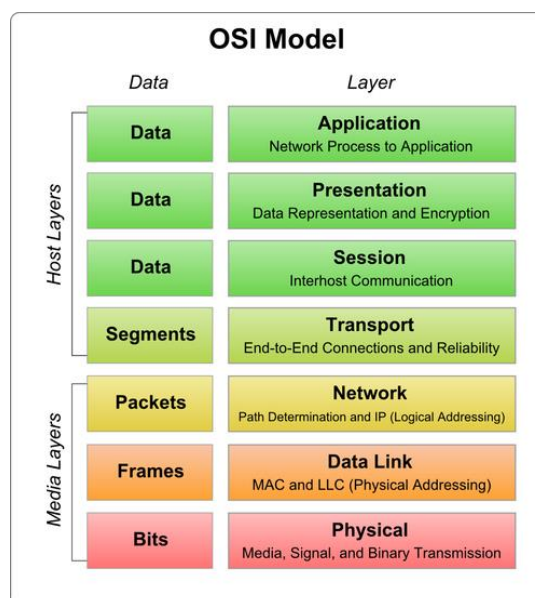 OSI Model
Data
Layer
Host Layers
Data
Application
Network Process to Application
Data
Presentation
Data Representation and Encryption
Data
Session
Interhost Communication
Segments
Transport
End-to-End Connections and Reliability
Media Layers
Packets
Network
Path Determination and IP (Logical Addressing)
Frames
Data Link
MAC and LLC (Physical Addressing)
Bits
Physical
Media, Signal, and Binary Transmission